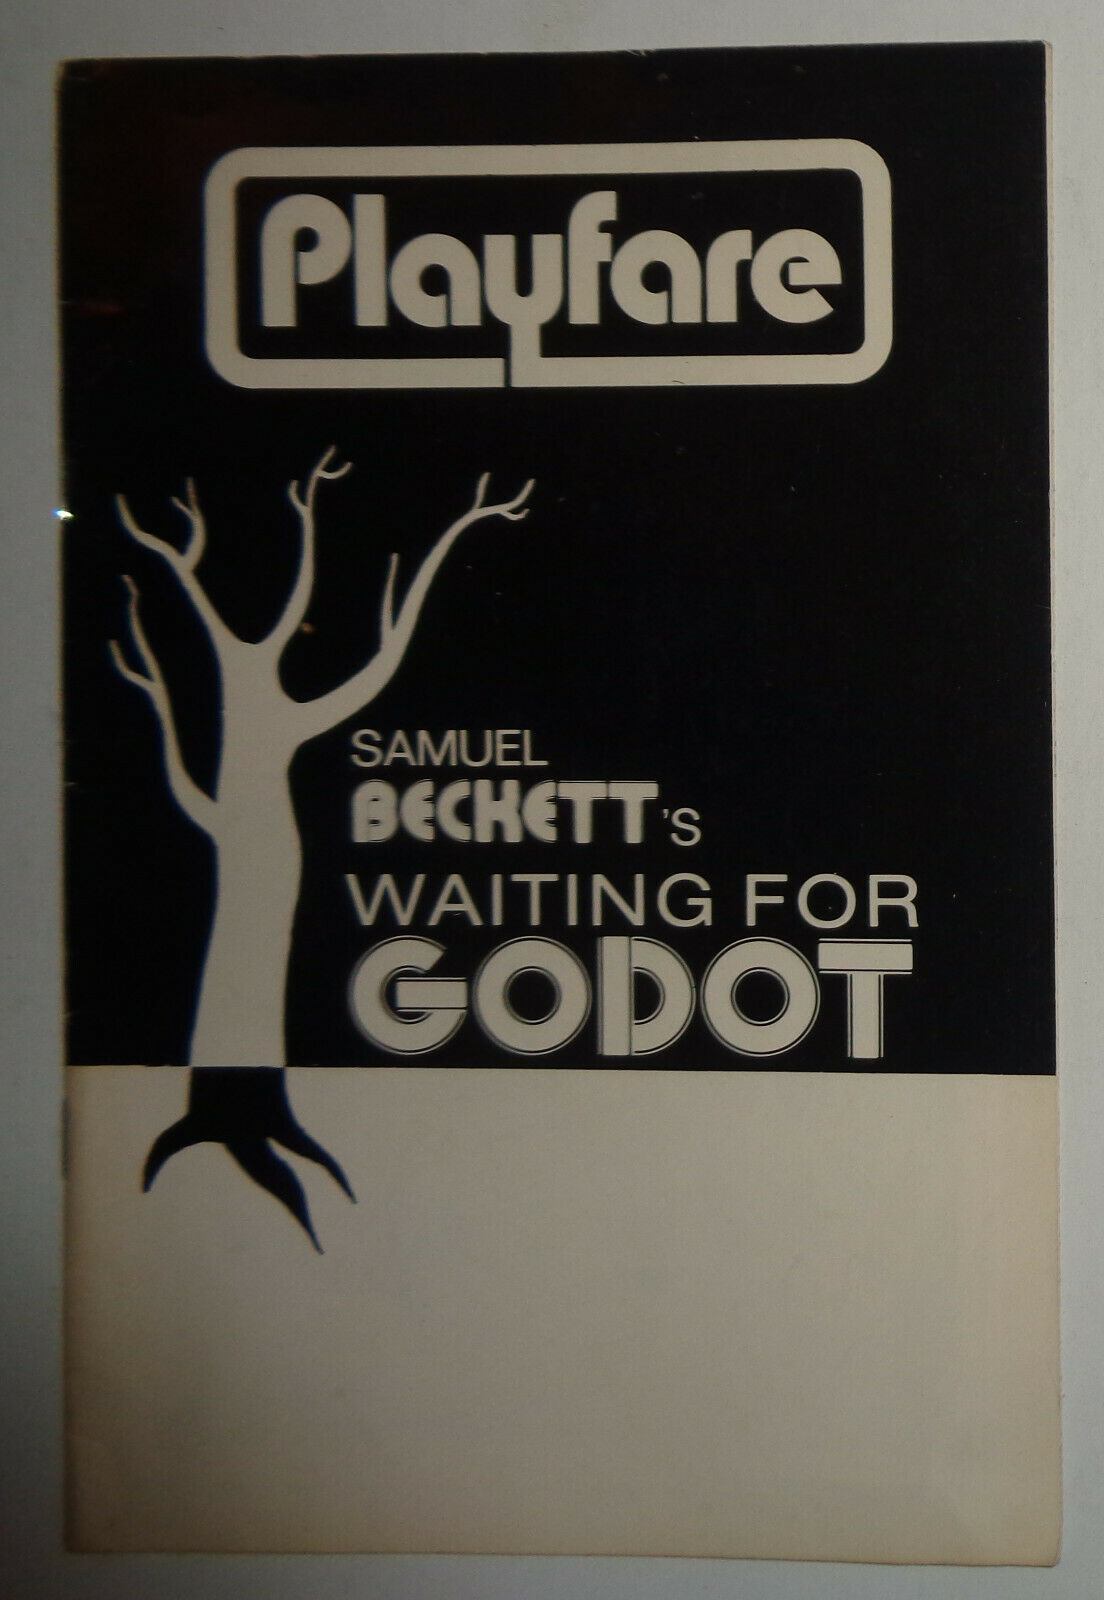 Playfare
SAMUEL
BECKETT'S
WAITING FOR
GODOT